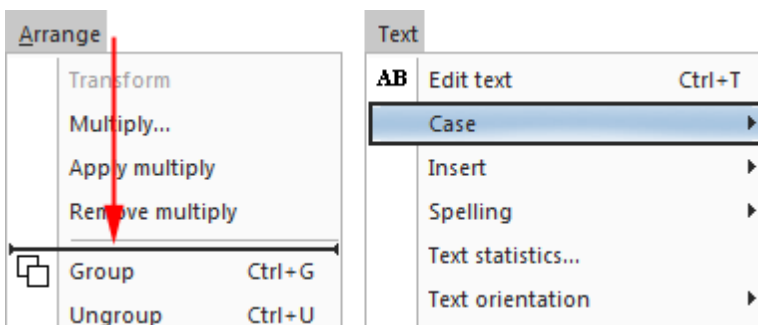 Arrange
Transform
Multiply...
Apply multiply
Remove multiply
Group Ctrl+G
Ungroup Ctrl+U
Text
AB Edit text Ctrl+T
Case
Insert
Spelling
Text statistics...
Text orientation